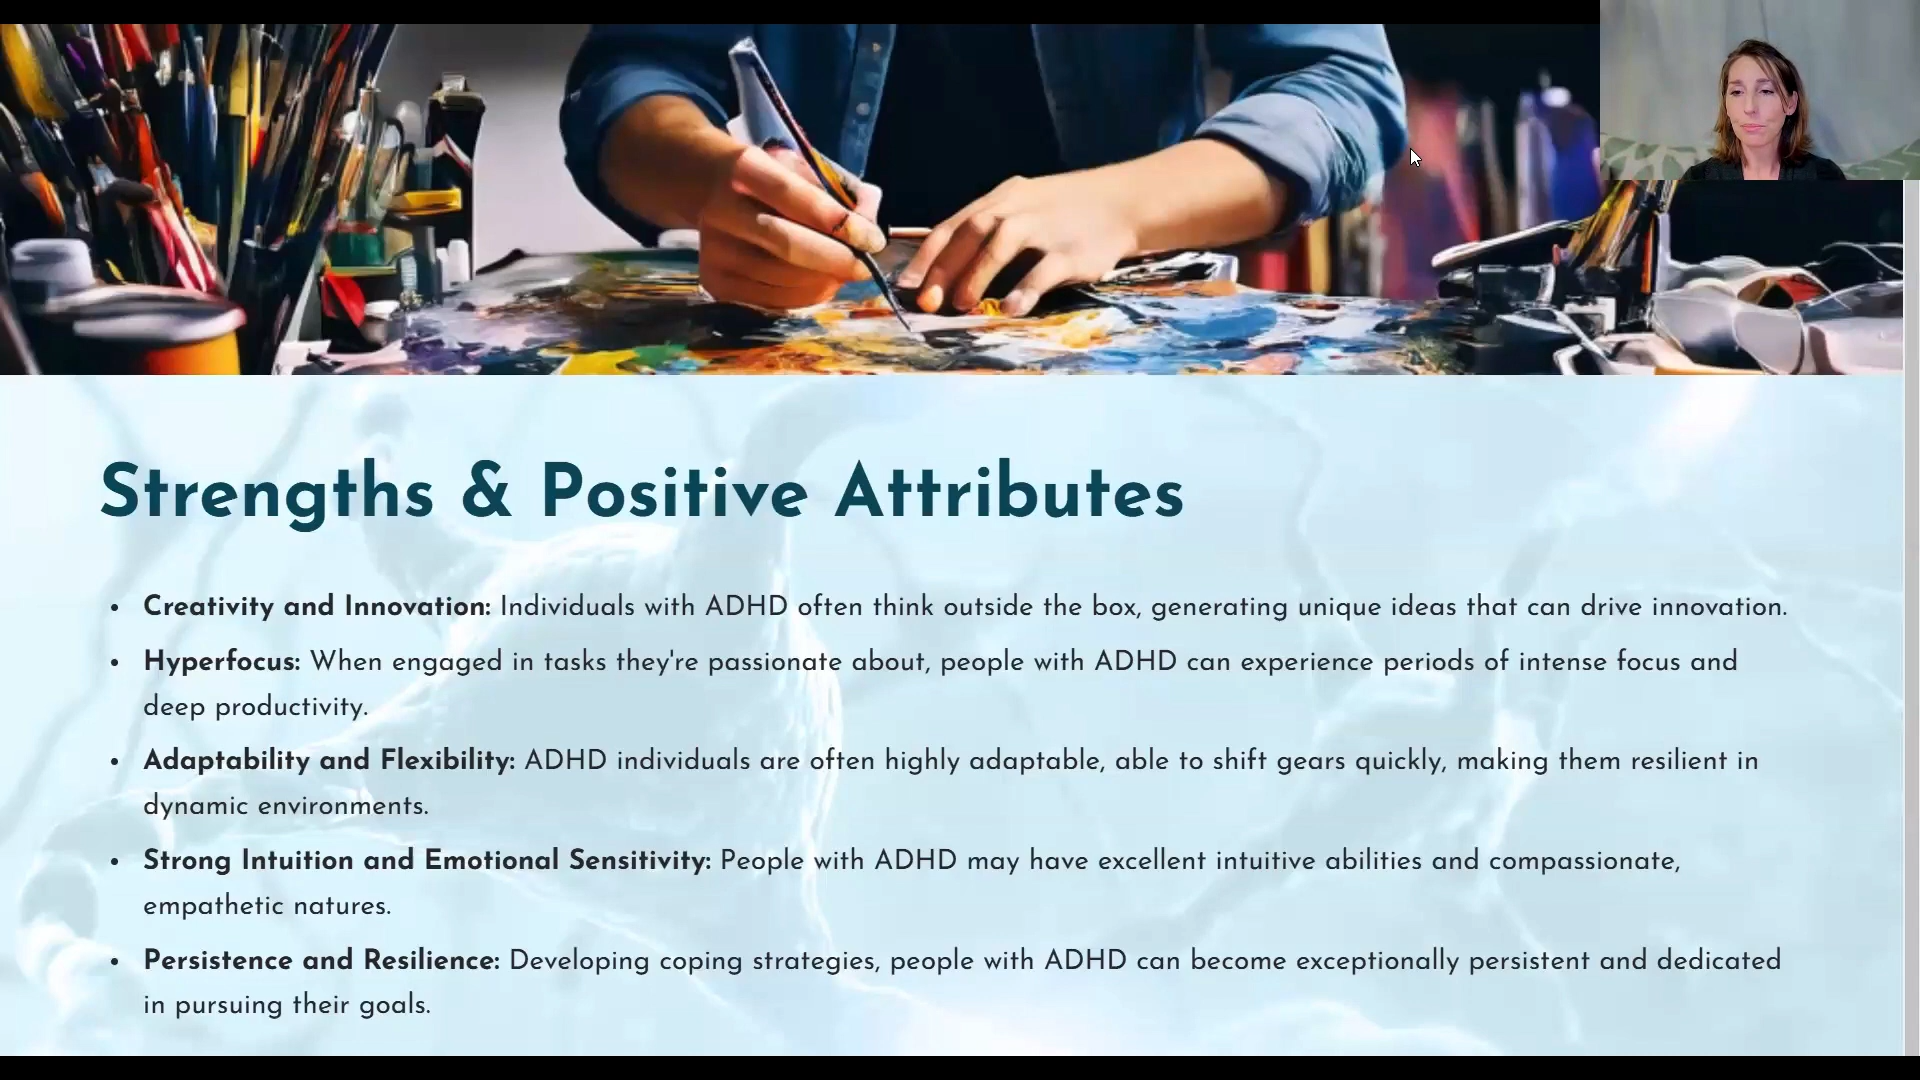 Strengths & Positive Attributes
• Creativity and Innovation: Individuals with ADHD often think outside the box, generating unique ideas that can drive innovation.
• Hyperfocus: When engaged in tasks they're passionate about, people with ADHD can experience periods of intense focus and
deep productivity.
• Adaptability and Flexibility: ADHD individuals are often highly adaptable, able to shift gears quickly, making them resilient in
dynamic environments.
• Strong Intuition and Emotional Sensitivity: People with ADHD may have excellent intuitive abilities and compassionate,
empathetic natures.
• Persistence and Resilience: Developing coping strategies, people with ADHD can become exceptionally persistent and dedicated
in pursuing their goals.